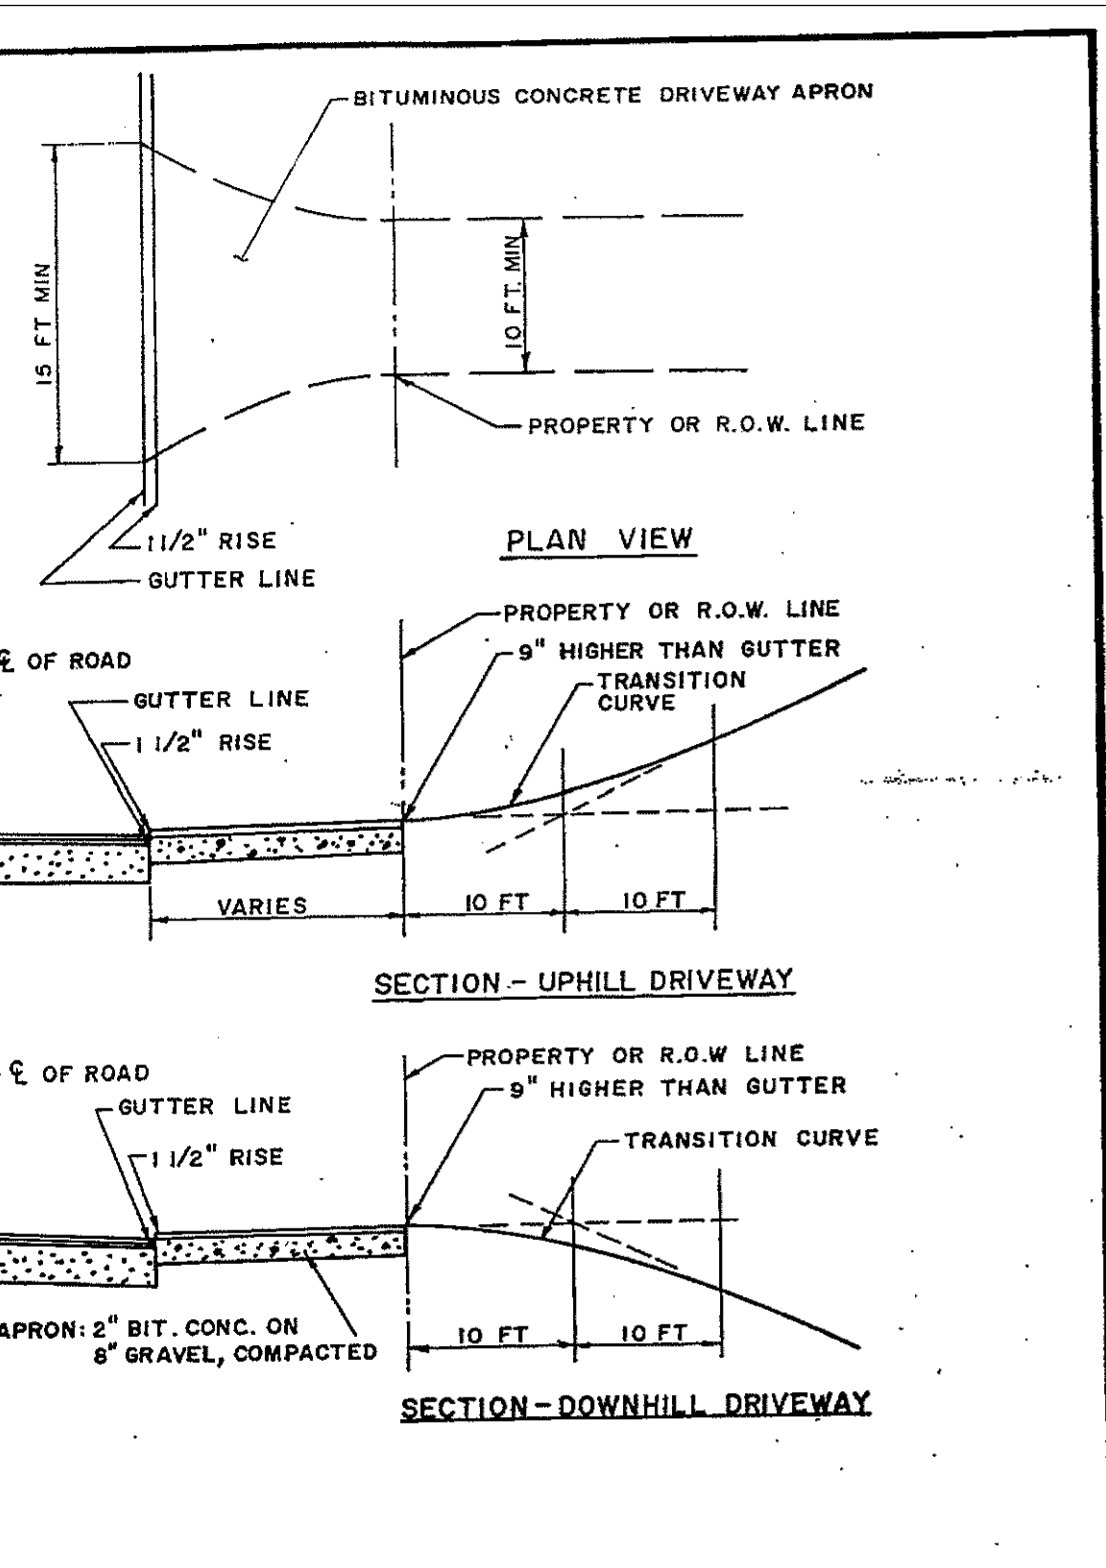 BITUMINOUS CONCRETE DRIVEWAY APRON
15 FT MIN
10 FT. MIN
PROPERTY OR R.O.W. LINE
1 1/2" RISE
GUTTER LINE
PLAN VIEW
PROPERTY OR R.O.W. LINE
9" HIGHER THAN GUTTER
℄ OF ROAD
TRANSITION
CURVE
GUTTER LINE
1 1/2" RISE
VARIES
10 FT
10 FT
SECTION - UPHILL DRIVEWAY
PROPERTY OR R.O.W LINE
℄ OF ROAD
9" HIGHER THAN GUTTER
GUTTER LINE
TRANSITION CURVE
1 1/2" RISE
APRON: 2" BIT. CONC. ON
8" GRAVEL, COMPACTED
10 FT
10 FT
SECTION - DOWNHILL DRIVEWAY